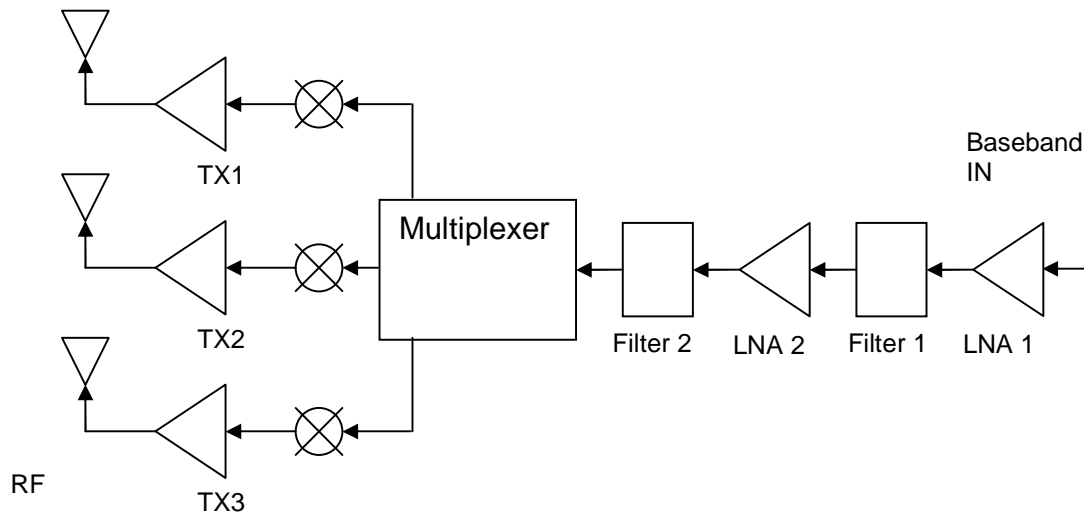 TX1
Baseband
IN
Multiplexer
TX2
Filter 2
LNA 2
Filter 1
LNA 1
RF
TX3